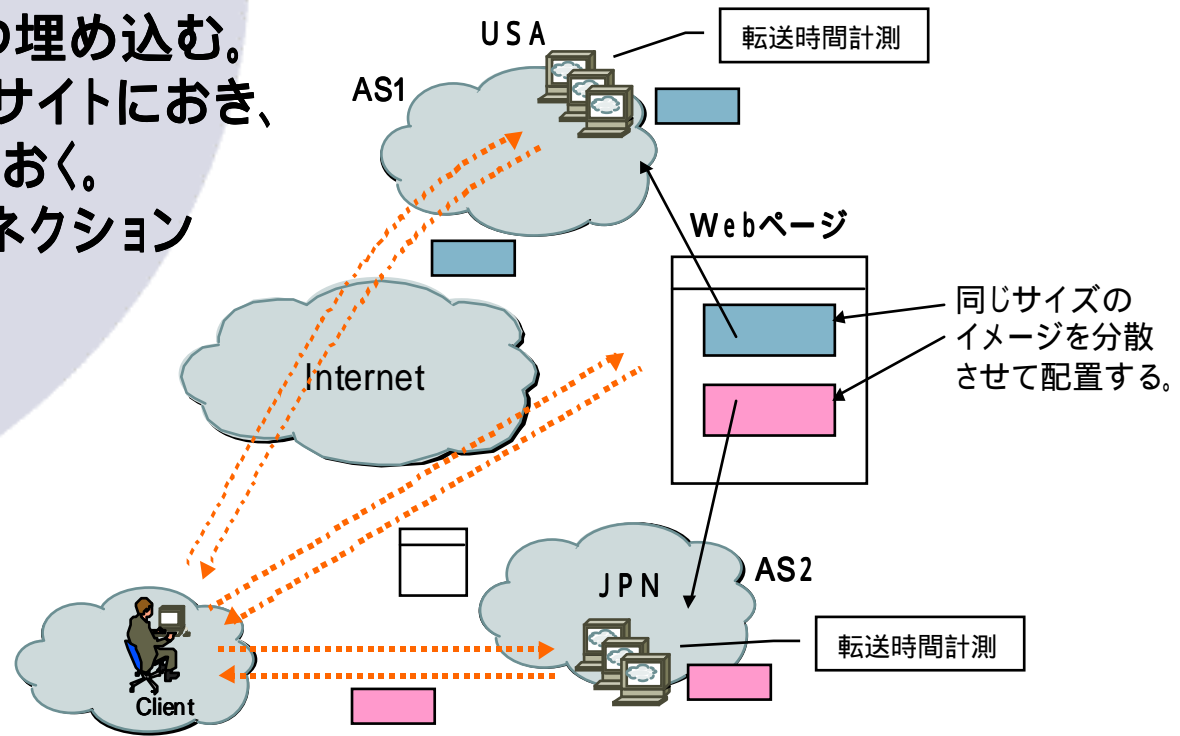 の埋め込む。
サイトにおき、
おく。
ネクション
USA
転送時間計測
AS1
Webページ
同じサイズの
イメージを分散
させて配置する。
Internet
JPN
AS2
転送時間計測
Client